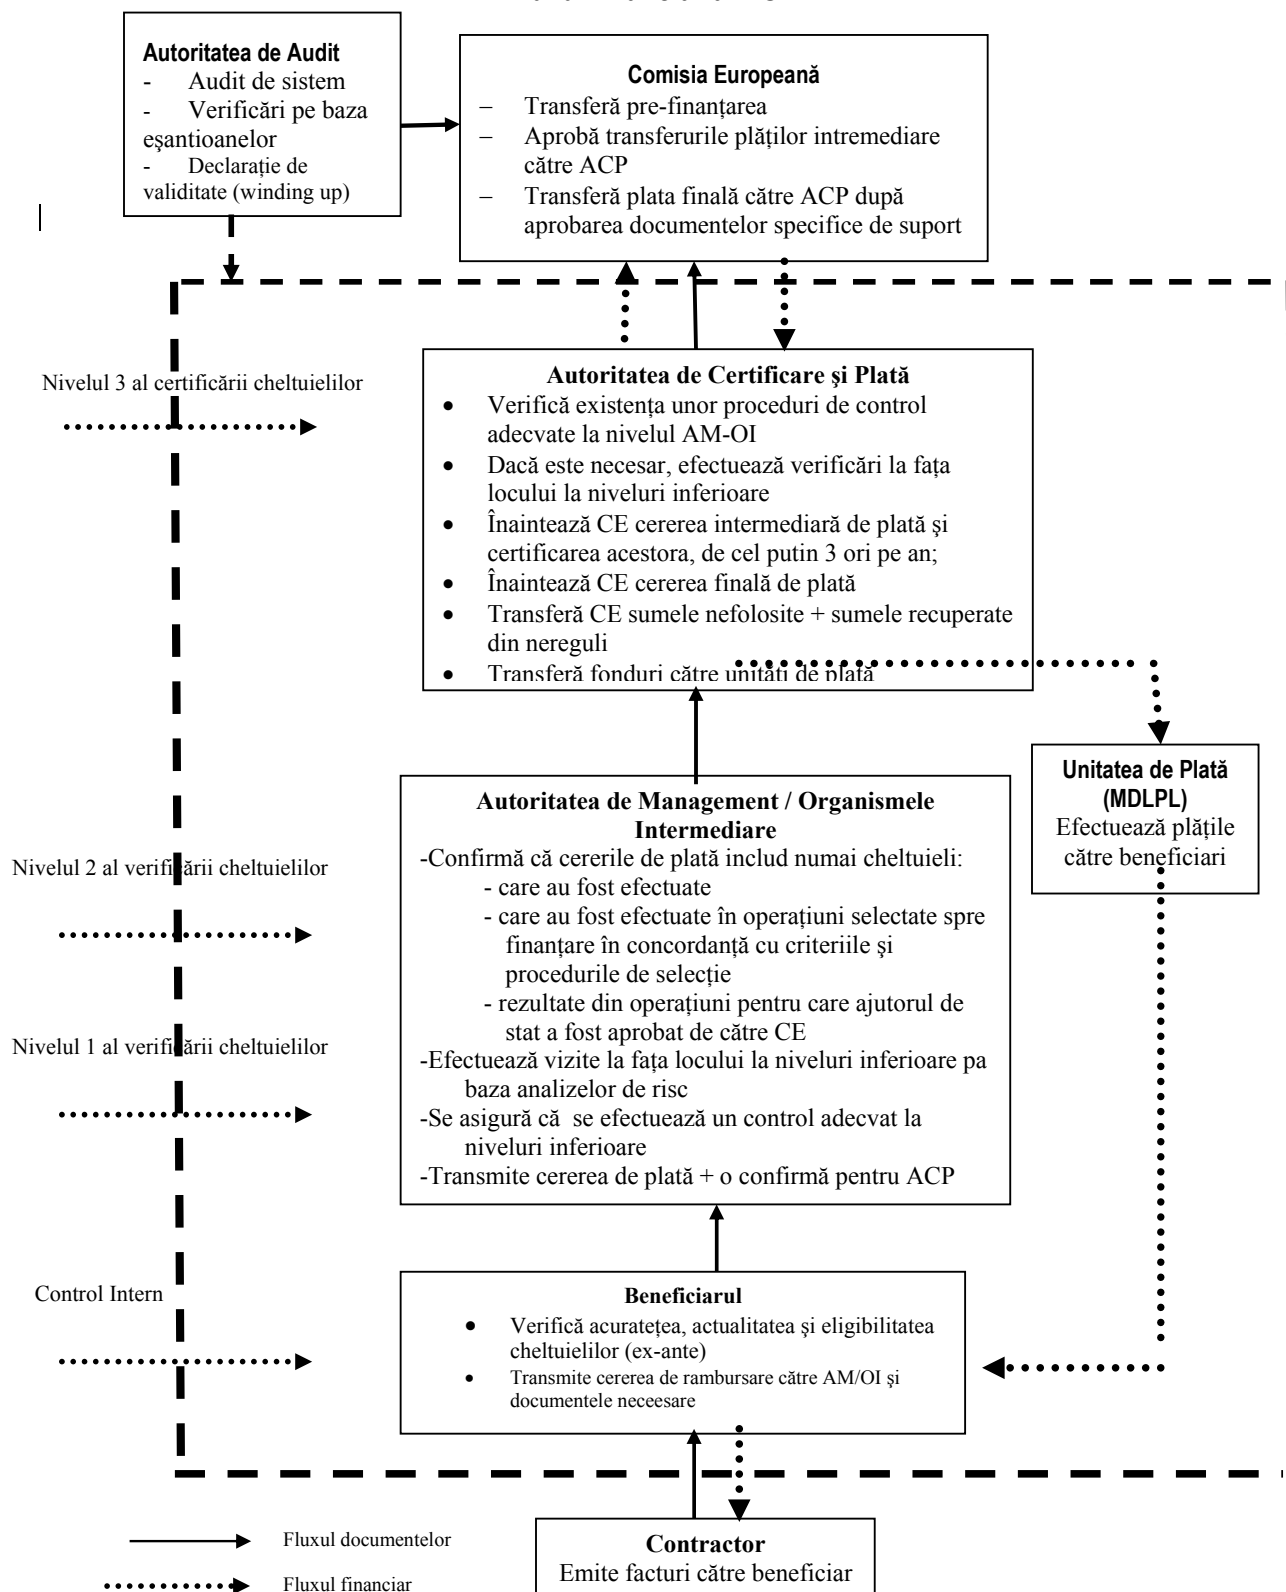 Autoritatea de Audit
- Audit de sistem
- Verificări pe baza
eşantioanelor
- Declaraţie de
validitate (winding up)
Comisia Europeană
– Transferă pre-finanţarea
– Aprobă transferurile plăţilor intremediare
către ACP
– Transferă plata finală către ACP după
aprobarea documentelor specifice de suport
Nivelul 3 al certificării cheltuielilor
Autoritatea de Certificare şi Plată
• Verifică existenţa unor proceduri de control
adecvate la nivelul AM-OI
• Dacă este necesar, efectuează verificări la faţa
locului la niveluri inferioare
• Înaintează CE cererea intermediară de plată şi
certificarea acestora, de cel putin 3 ori pe an;
• Înaintează CE cererea finală de plată
• Transferă CE sumele nefolosite + sumele recuperate
din nereguli
• Transferă fonduri către unităti de plată
Unitatea de Plată
(MDLPL)
Efectuează plăţile
către beneficiari
Autoritatea de Management / Organismele
Intermediare
-Confirmă că cererile de plată includ numai cheltuieli:
- care au fost efectuate
- care au fost efectuate în operaţiuni selectate spre
finanţare în concordanţă cu criteriile şi
procedurile de selecţie
- rezultate din operaţiuni pentru care ajutorul de
stat a fost aprobat de către CE
-Efectuează vizite la faţa locului la niveluri inferioare pa
baza analizelor de risc
-Se asigură că se efectuează un control adecvat la
niveluri inferioare
-Transmite cererea de plată + o confirmă pentru ACP
Nivelul 2 al verificării cheltuielilor
Nivelul 1 al verificării cheltuielilor
Control Intern
Beneficiarul
• Verifică acurateţea, actualitatea şi eligibilitatea
cheltuielilor (ex-ante)
• Transmite cererea de rambursare către AM/OI şi
documentele neceesare
Contractor
Emite facturi către beneficiar
Fluxul documentelor
Fluxul financiar